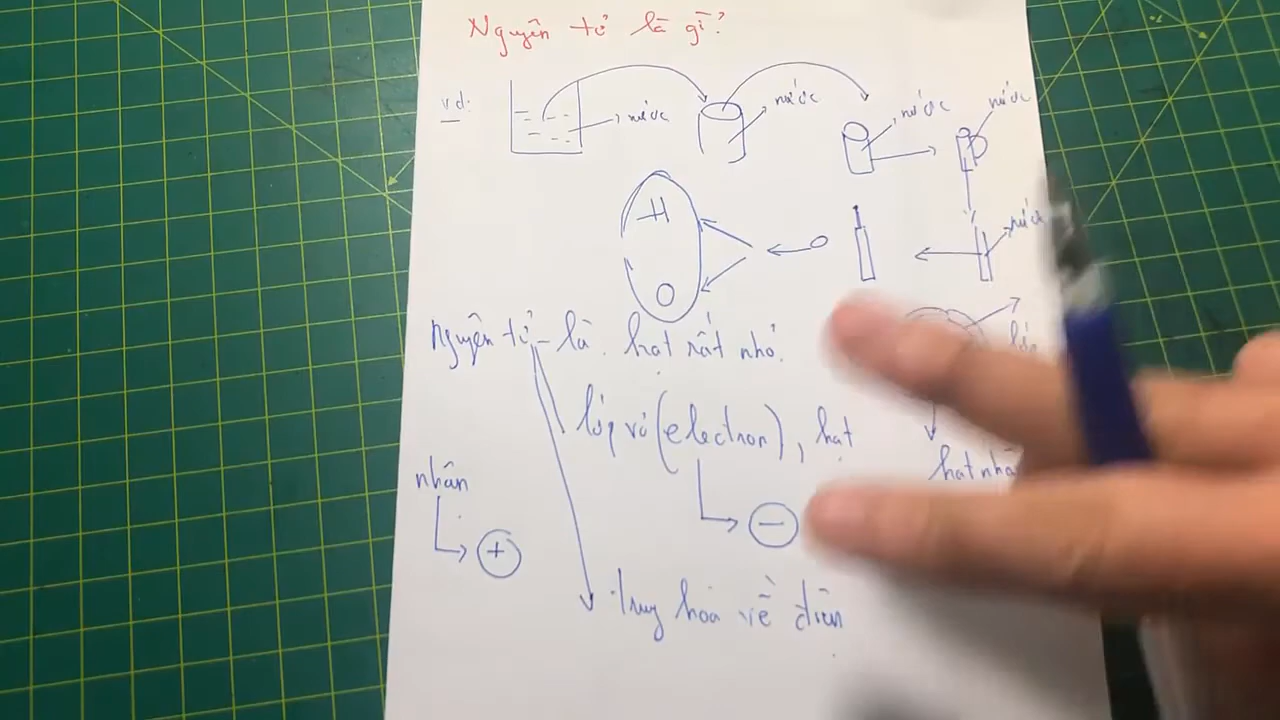 Nguyên tử là gì?
vd:
nước
nước
nước
nước
nước
H
O
Nguyên tử - là hạt rất nhỏ.
lớp vỏ (electron), hạt
nhân
hạt nhâ
−
+
trung hòa về điện